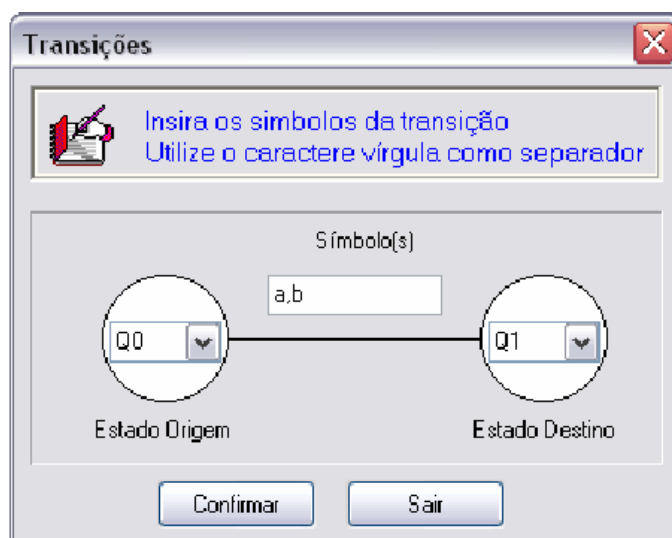 Transições
Insira os simbolos da transição
Utilize o caractere vírgula como separador
Símbolo(s)
a,b
Q0
Q1
Estado Origem
Estado Destino
Confirmar
Sair